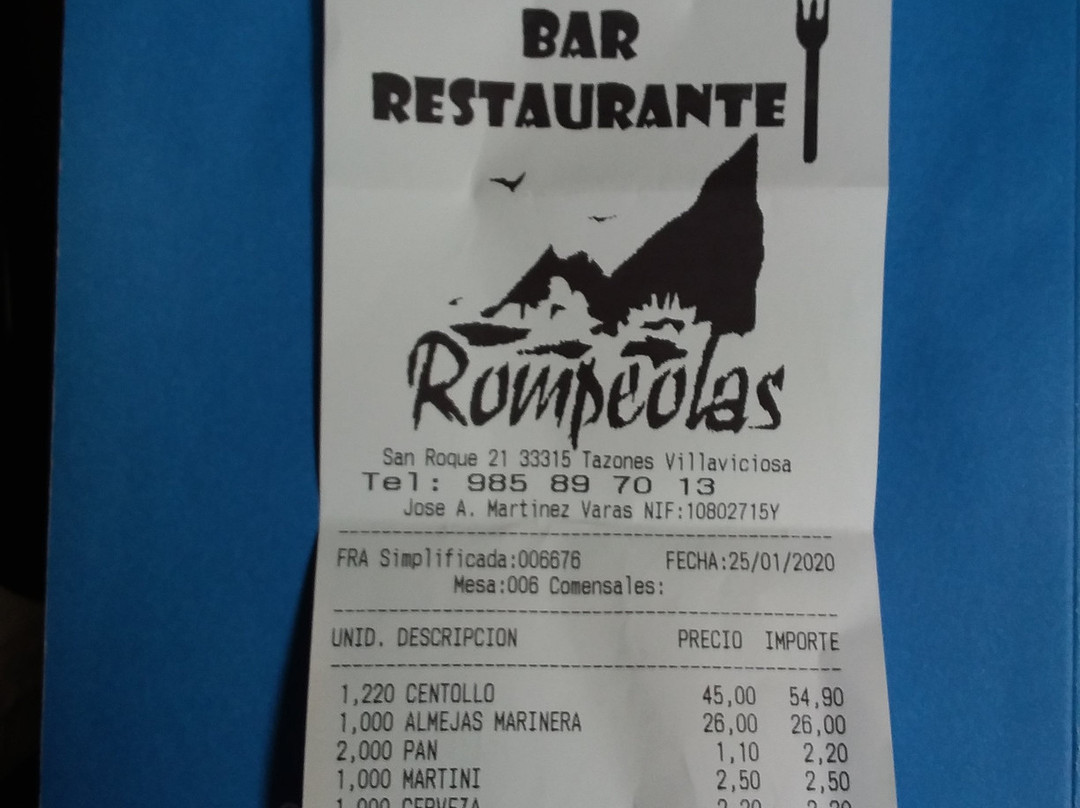 BAR
RESTAURANTE
Rompeolas
San Roque 21 33315 Tazones Villaviciosa
Tel: 985 89 70 13
Jose A. Martinez Varas NIF:10802715Y
FRA Simplificada:006676 FECHA:25/01/2020
Mesa:006 Comensales:
UNID. DESCRIPCION PRECIO IMPORTE
1,220 CENTOLLO 45,00 54,90
1,000 ALMEJAS MARINERA 26,00 26,00
2,000 PAN 1,10 2,20
1,000 MARTINI 2,50 2,50
1,000 CERVEZA